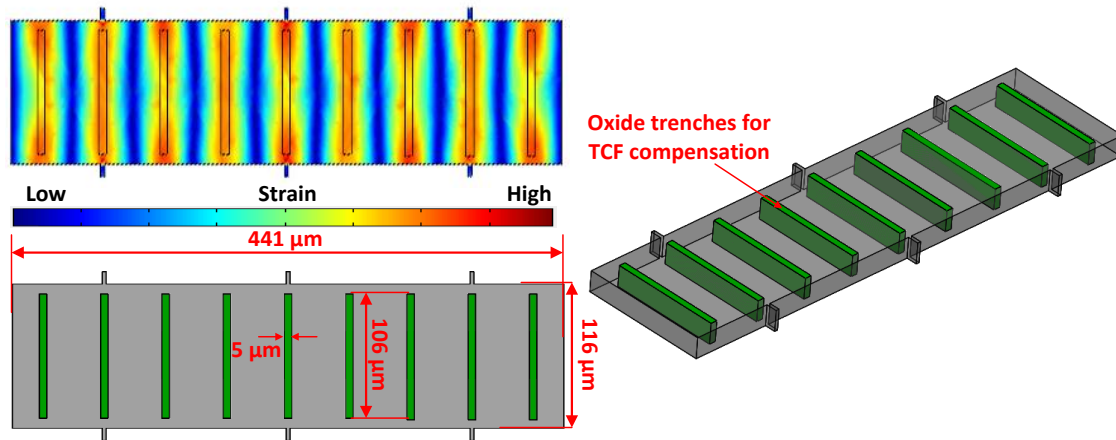 Low Strain High
441 μm
5 μm
106 μm
116 μm
Oxide trenches for
TCF compensation